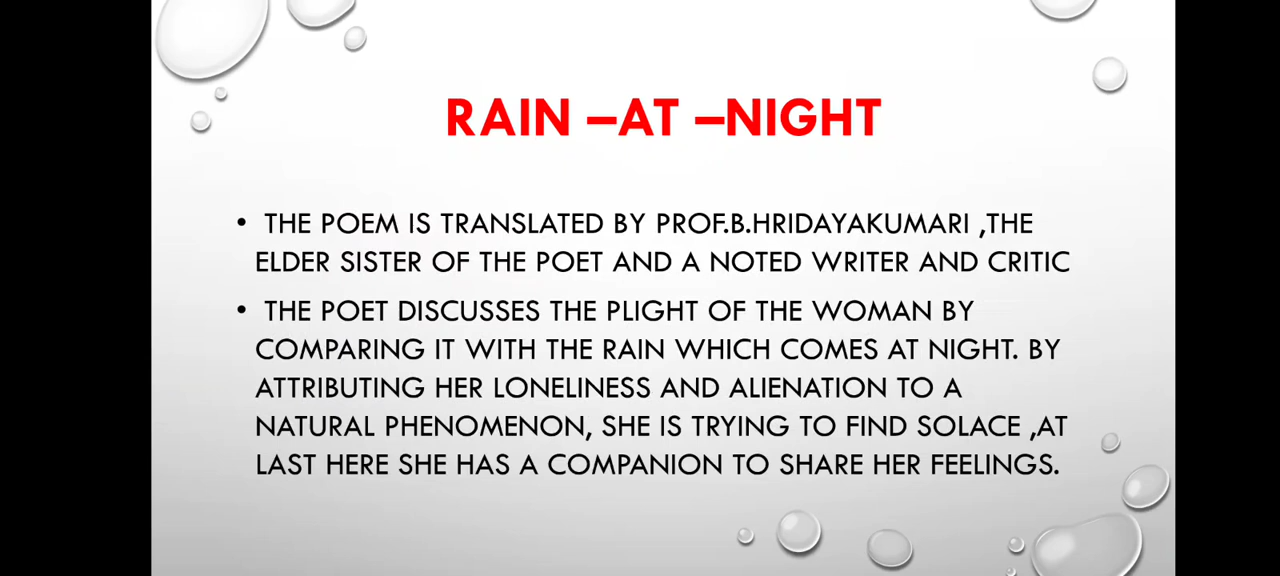 RAIN –AT –NIGHT
• THE POEM IS TRANSLATED BY PROF.B.HRIDAYAKUMARI ,THE
ELDER SISTER OF THE POET AND A NOTED WRITER AND CRITIC
• THE POET DISCUSSES THE PLIGHT OF THE WOMAN BY
COMPARING IT WITH THE RAIN WHICH COMES AT NIGHT. BY
ATTRIBUTING HER LONELINESS AND ALIENATION TO A
NATURAL PHENOMENON, SHE IS TRYING TO FIND SOLACE ,AT
LAST HERE SHE HAS A COMPANION TO SHARE HER FEELINGS.